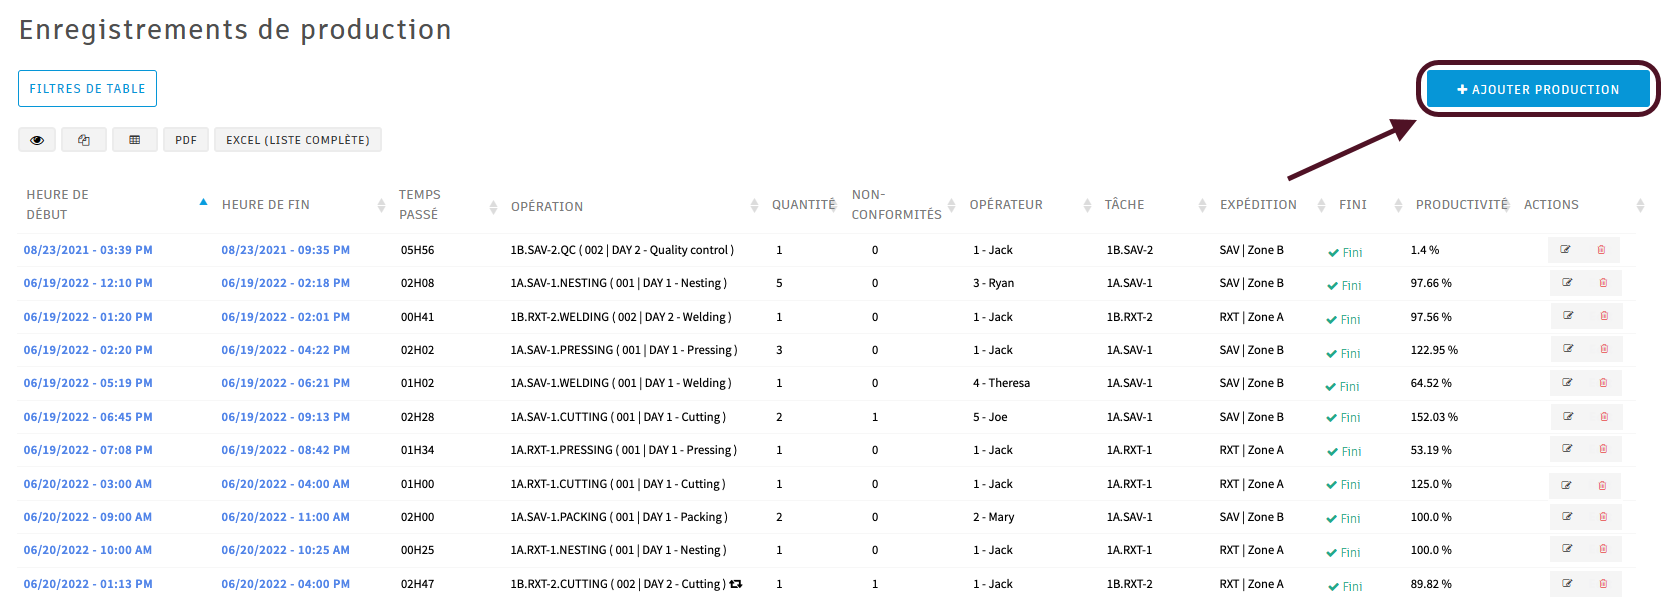 Enregistrements de production
FILTRES DE TABLE
AJOUTER PRODUCTION
PDF EXCEL (LISTE COMPLÈTE)
HEURE DE DÉBUT HEURE DE FIN TEMPS PASSÉ OPÉRATION QUANTITÉ NON-CONFORMITÉS OPÉRATEUR TÂCHE EXPÉDITION FINI PRODUCTIVITÉ ACTIONS
08/23/2021 - 03:39 PM 08/23/2021 - 09:35 PM 05H56 1B.SAV-2.QC ( 002 | DAY 2 - Quality control ) 1 0 1 - Jack 1B.SAV-2 SAV | Zone B Fini 1.4 %
06/19/2022 - 12:10 PM 06/19/2022 - 02:18 PM 02H08 1A.SAV-1.NESTING ( 001 | DAY 1 - Nesting ) 5 0 3 - Ryan 1A.SAV-1 SAV | Zone B Fini 97.66 %
06/19/2022 - 01:20 PM 06/19/2022 - 02:01 PM 00H41 1B.RXT-2.WELDING ( 002 | DAY 2 - Welding ) 1 0 1 - Jack 1B.RXT-2 RXT | Zone A Fini 97.56 %
06/19/2022 - 02:20 PM 06/19/2022 - 04:22 PM 02H02 1A.SAV-1.PRESSING ( 001 | DAY 1 - Pressing ) 3 0 1 - Jack 1A.SAV-1 SAV | Zone B Fini 122.95 %
06/19/2022 - 05:19 PM 06/19/2022 - 06:21 PM 01H02 1A.SAV-1.WELDING ( 001 | DAY 1 - Welding ) 1 0 4 - Theresa 1A.SAV-1 SAV | Zone B Fini 64.52 %
06/19/2022 - 06:45 PM 06/19/2022 - 09:13 PM 02H28 1A.SAV-1.CUTTING ( 001 | DAY 1 - Cutting ) 2 1 5 - Joe 1A.SAV-1 SAV | Zone B Fini 152.03 %
06/19/2022 - 07:08 PM 06/19/2022 - 08:42 PM 01H34 1A.RXT-1.PRESSING ( 001 | DAY 1 - Pressing ) 1 0 1 - Jack 1A.RXT-1 RXT | Zone A Fini 53.19 %
06/20/2022 - 03:00 AM 06/20/2022 - 04:00 AM 01H00 1A.RXT-1.CUTTING ( 001 | DAY 1 - Cutting ) 1 0 1 - Jack 1A.RXT-1 RXT | Zone A Fini 125.0 %
06/20/2022 - 09:00 AM 06/20/2022 - 11:00 AM 02H00 1A.SAV-1.PACKING ( 001 | DAY 1 - Packing ) 2 0 2 - Mary 1A.SAV-1 SAV | Zone B Fini 100.0 %
06/20/2022 - 10:00 AM 06/20/2022 - 10:25 AM 00H25 1A.RXT-1.NESTING ( 001 | DAY 1 - Nesting ) 1 0 1 - Jack 1A.RXT-1 RXT | Zone A Fini 100.0 %
06/20/2022 - 01:13 PM 06/20/2022 - 04:00 PM 02H47 1B.RXT-2.CUTTING ( 002 | DAY 2 - Cutting ) 1 1 1 - Jack 1B.RXT-2 RXT | Zone A Fini 89.82 %